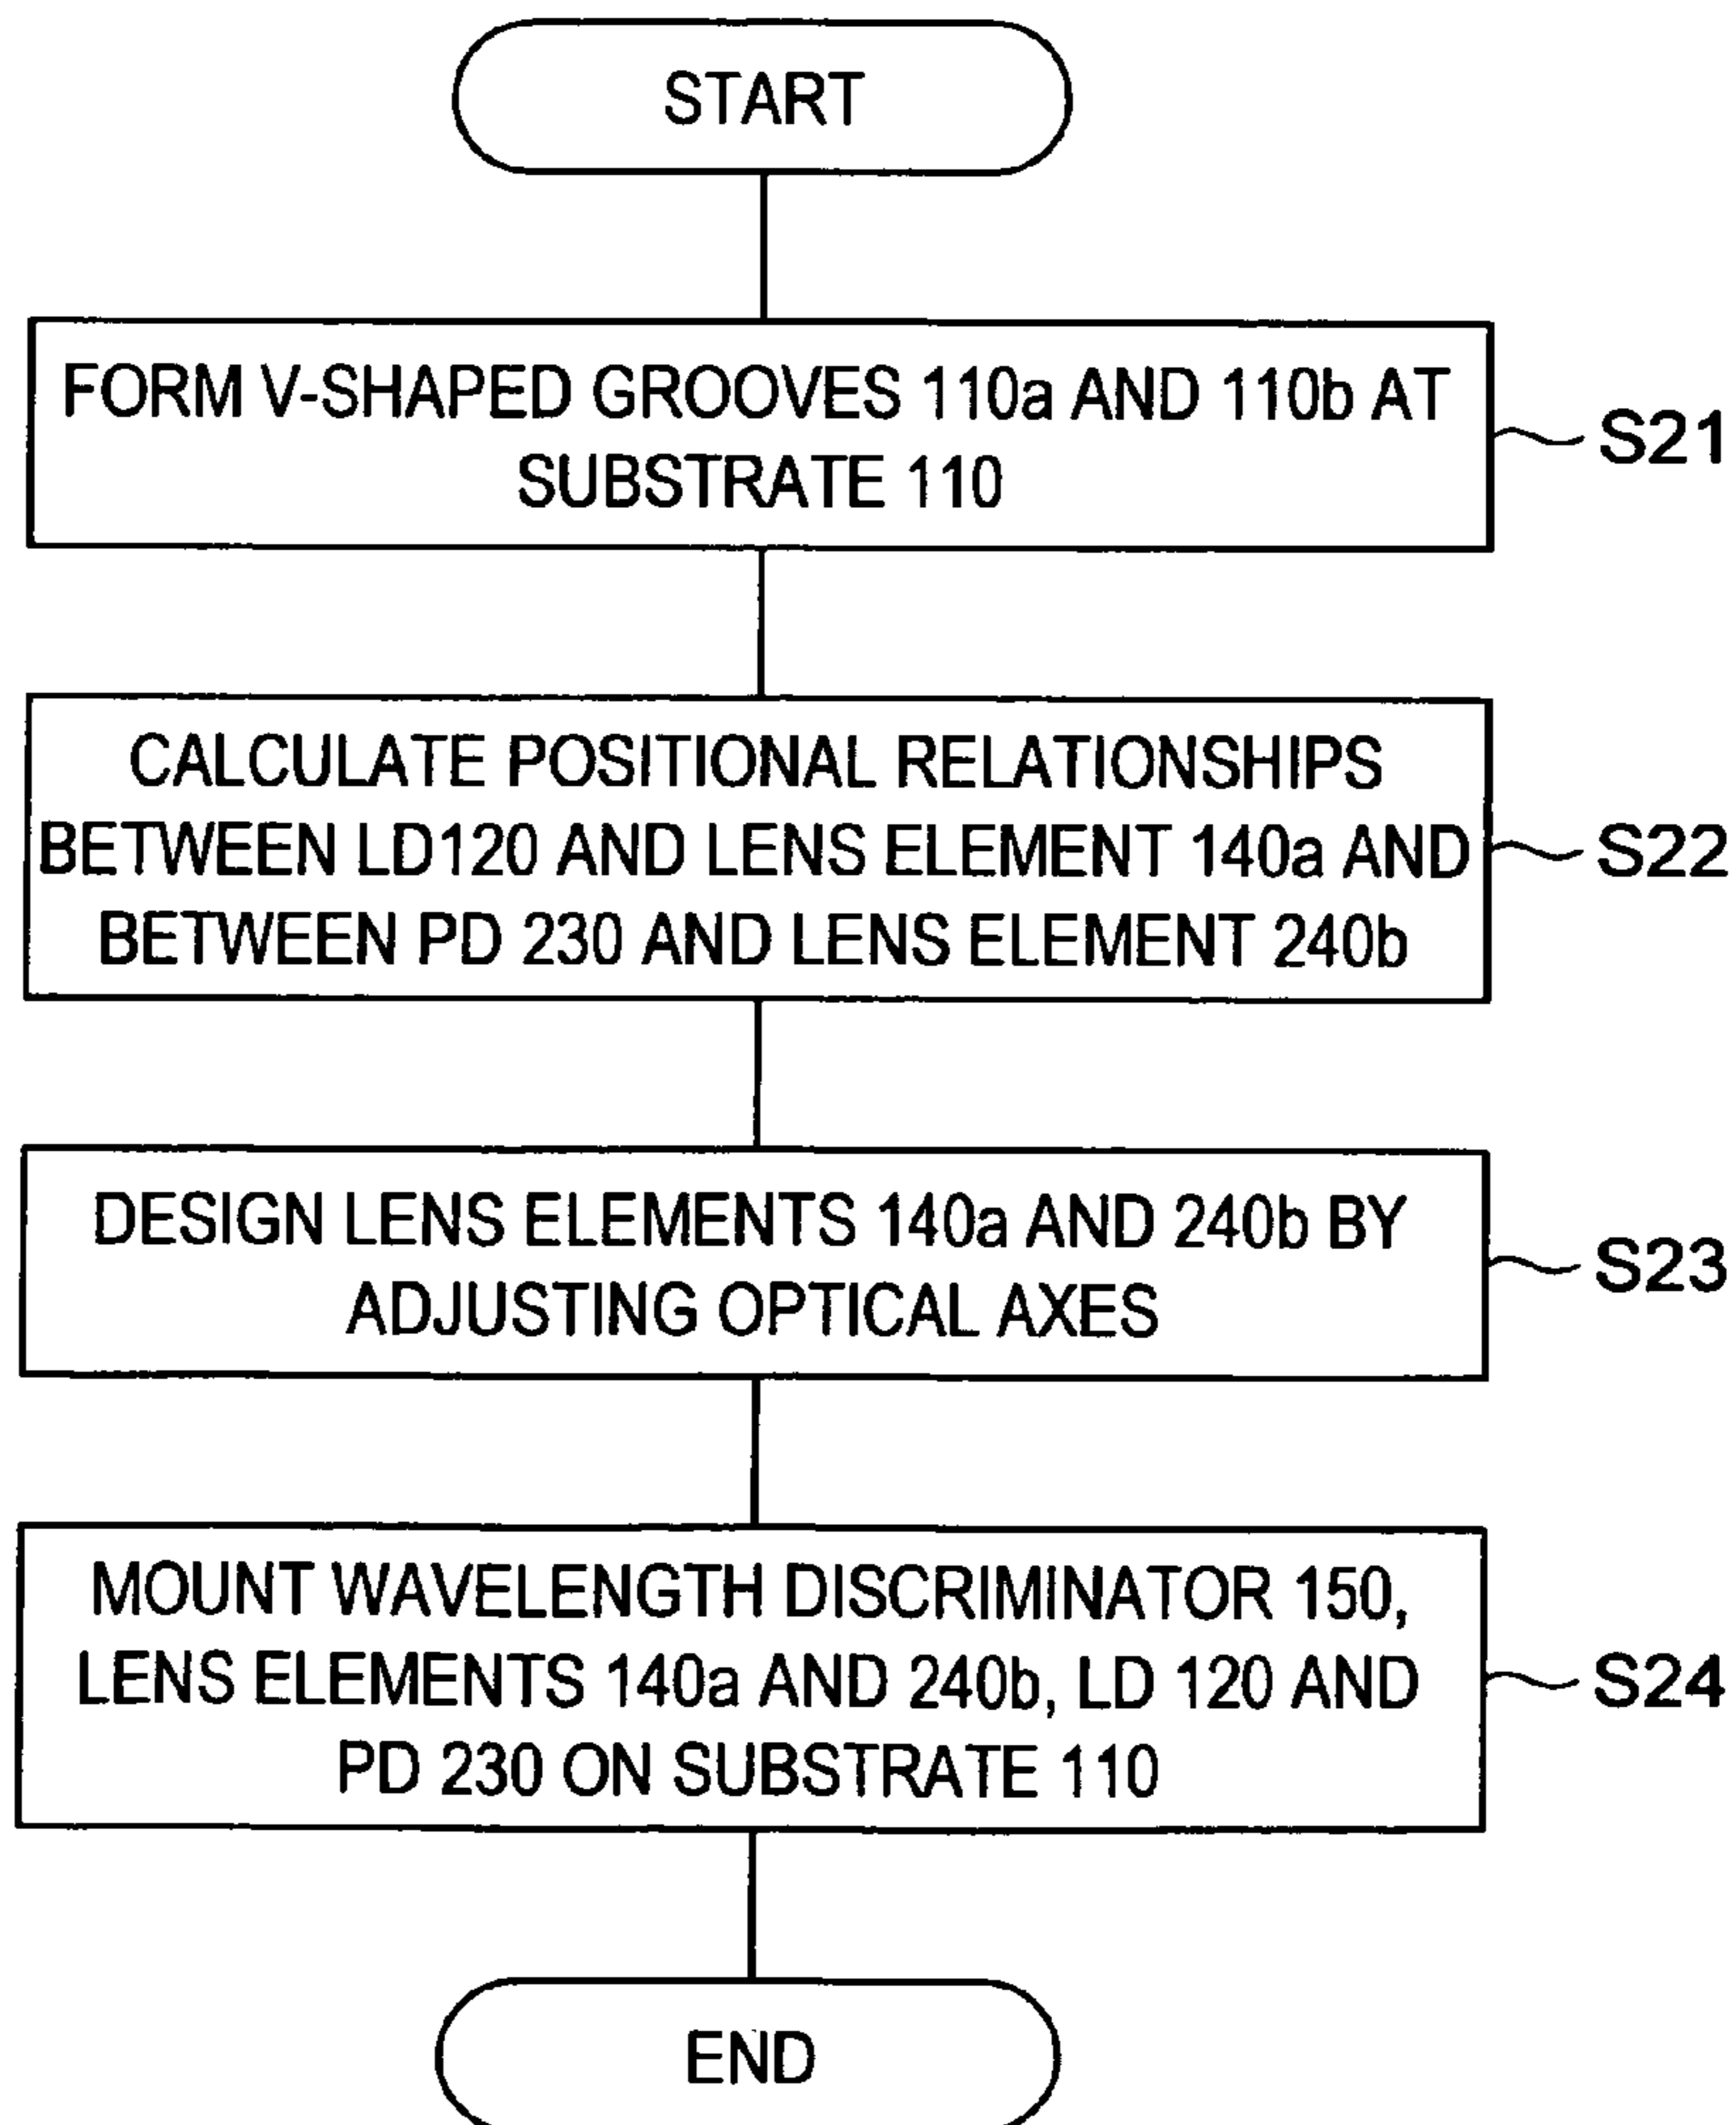 START
FORM V-SHAPED GROOVES 110a AND 110b AT
SUBSTRATE 110
S21
CALCULATE POSITIONAL RELATIONSHIPS
BETWEEN LD120 AND LENS ELEMENT 140a AND
BETWEEN PD 230 AND LENS ELEMENT 240b
S22
DESIGN LENS ELEMENTS 140a AND 240b BY
ADJUSTING OPTICAL AXES
S23
MOUNT WAVELENGTH DISCRIMINATOR 150,
LENS ELEMENTS 140a AND 240b, LD 120 AND
PD 230 ON SUBSTRATE 110
S24
END